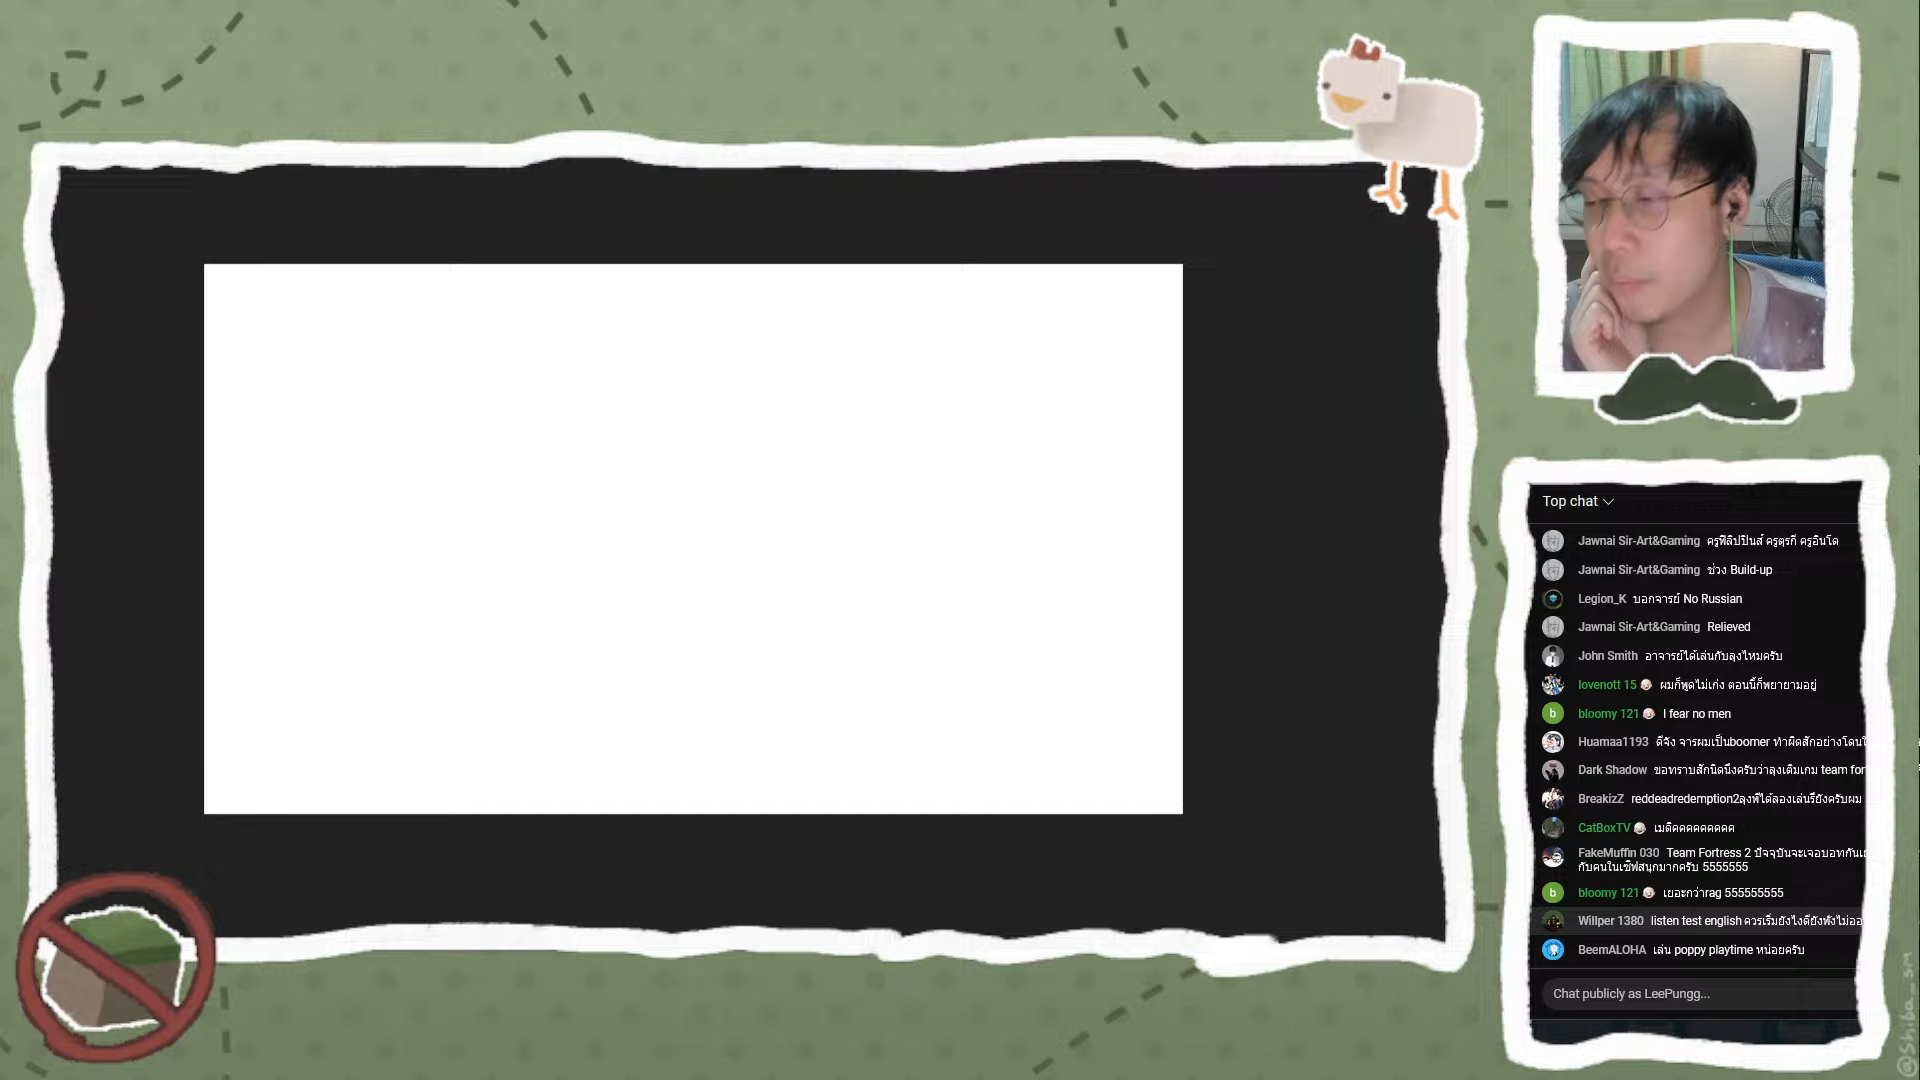 Top chat
Jawnai Sir-Art&Gaming ครูฟิลิปปินส์ ครูตุรกี ครูอินโด
Jawnai Sir-Art&Gaming ช่วง Build-up
Legion_K บอกจารย์ No Russian
Jawnai Sir-Art&Gaming Relieved
John Smith อาจารย์ได้เล่นกับลุงไหมครับ
lovenott 15 ผมก็พูดไม่เก่ง ตอนนี้ก็พยายามอยู่
bloomy 121 I fear no men
Huamaa1193 ดีจัง จารผมเป็นboomer ทำผิดสักอย่างโดน
Dark Shadow ขอทราบสักนิดนึงครับว่าลุงเติมเกม team for
BreakizZ reddeadredemption2ลุงพีได้ลองเล่นรึยังครับผม
CatBoxTV เมดิคคคคคคคคค
FakeMuffin 030 Team Fortress 2 ปัจจุบันจะเจอบอทกัน
กับคนในเซิฟสนุกมากครับ 5555555
bloomy 121 เยอะกว่าrag 555555555
Willper 1380 listen test english ควรเริ่มยังไงดียังฟังไม่ออ
BeemALOHA เล่น poppy playtime หน่อยครับ
Chat publicly as LeePungg...
@Shiba_sm